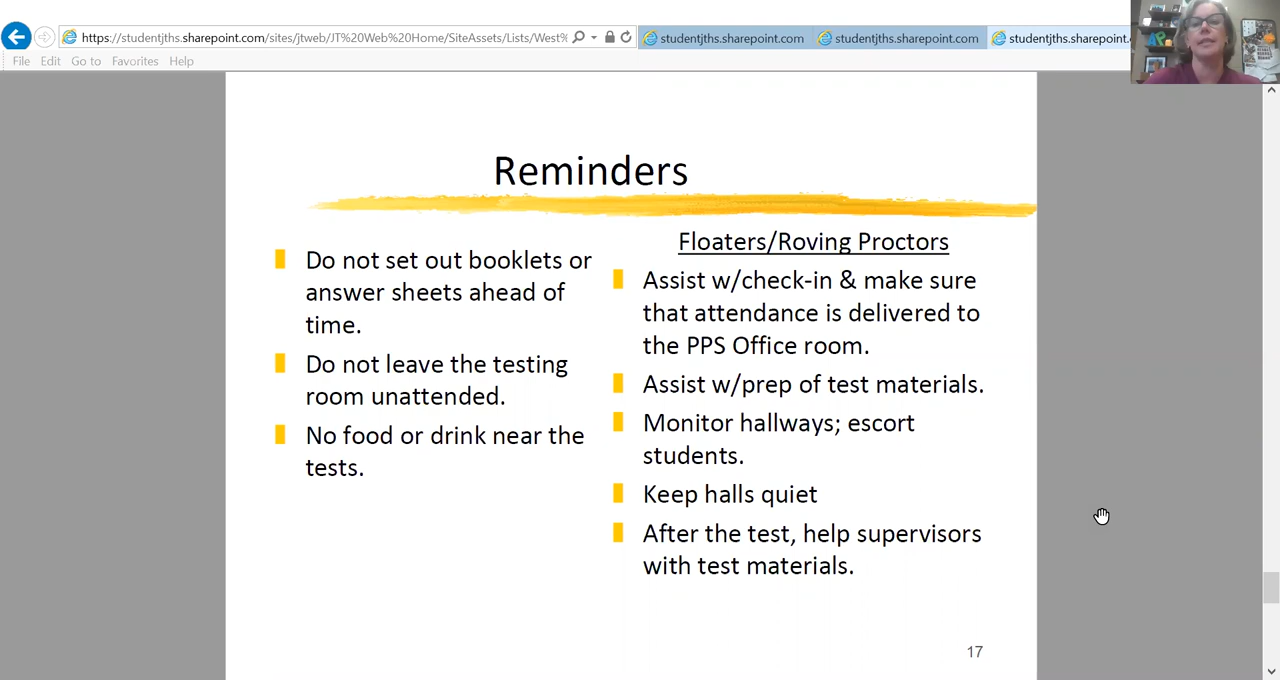 https://studentjths.sharepoint.com/sites/jtweb/JT%20Web%20Home/SiteAssets/Lists/West%
studentjths.sharepoint.com
studentjths.sharepoint.com
studentjths.sharepoint.
File Edit Go to Favorites Help
AP
Reminders
Do not set out booklets or
answer sheets ahead of
time.
Do not leave the testing
room unattended.
No food or drink near the
tests.
Floaters/Roving Proctors
Assist w/check-in & make sure
that attendance is delivered to
the PPS Office room.
Assist w/prep of test materials.
Monitor hallways; escort
students.
Keep halls quiet
After the test, help supervisors
with test materials.
17